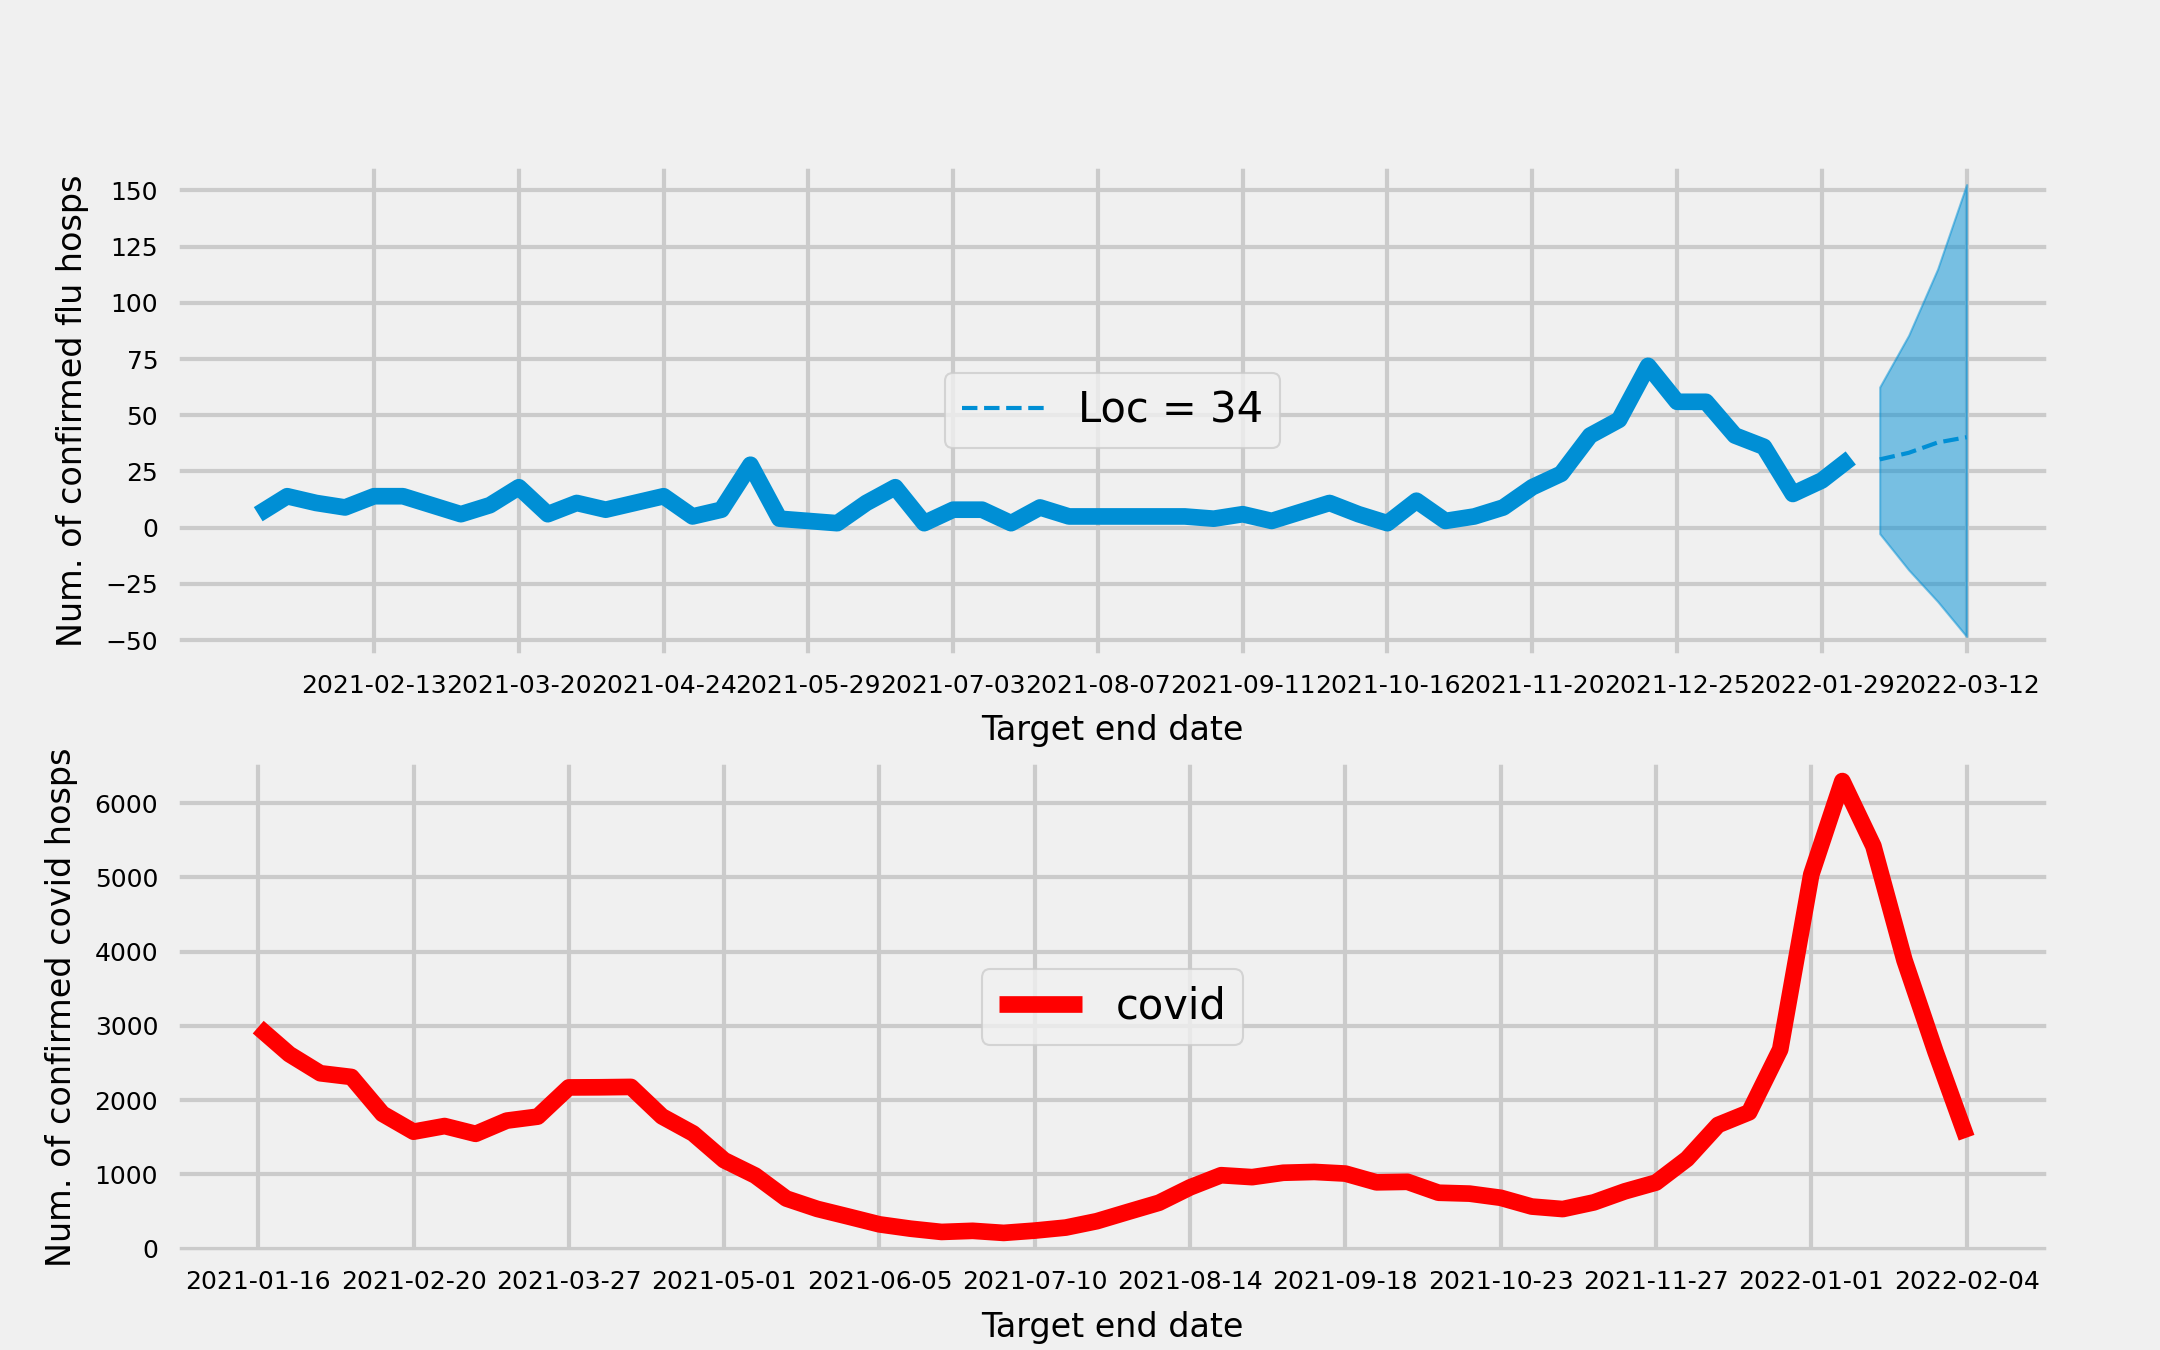 Num. of confirmed flu hosps
150
125
100
75
50
25
0
−25
−50
Loc = 34
2021-02-13 2021-03-20 2021-04-24 2021-05-29 2021-07-03 2021-08-07 2021-09-11 2021-10-16 2021-11-20 2021-12-25 2022-01-29 2022-03-12
Target end date
Num. of confirmed covid hosps
6000
5000
4000
3000
2000
1000
0
covid
2021-01-16 2021-02-20 2021-03-27 2021-05-01 2021-06-05 2021-07-10 2021-08-14 2021-09-18 2021-10-23 2021-11-27 2022-01-01 2022-02-04
Target end date